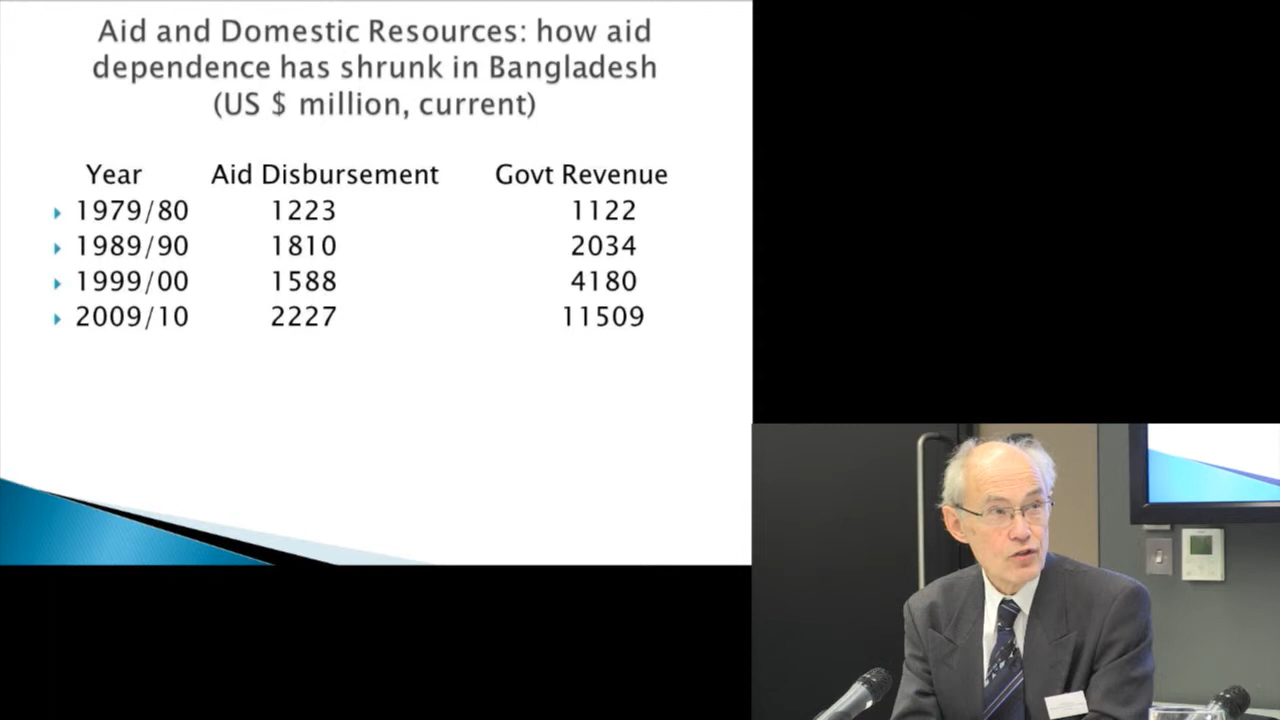 Aid and Domestic Resources: how aid
dependence has shrunk in Bangladesh
(US $ million, current)
Year Aid Disbursement Govt Revenue
1979/80 1223 1122
1989/90 1810 2034
1999/00 1588 4180
2009/10 2227 11509